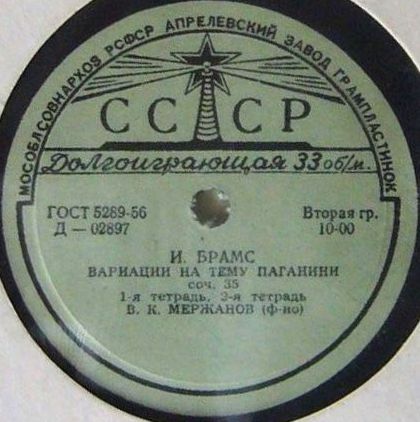 МОСОБЛСОВНАРХОЗ РСФСР АПРЕЛЕВСКИЙ ЗАВОД ГРАМПЛАСТИНОК
СССР
Долгоиграющая 33 об/м.
ГОСТ 5289-56 Вторая гр.
Д — 02897 10-00
И. БРАМС
ВАРИАЦИИ НА ТЕМУ ПАГАНИНИ
соч. 35
1-я тетрадь, 2-я тетрадь
В. К. МЕРЖАНОВ (ф-но)